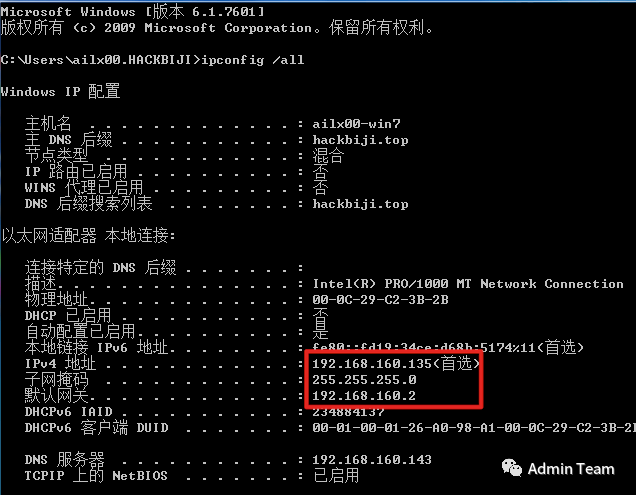 Microsoft Windows [版本 6.1.7601]
版权所有 (c) 2009 Microsoft Corporation。保留所有权利。
C:\Users\ailx00.HACKBIJI>ipconfig /all
Windows IP 配置
主机名 . . . . . . . . . . . . . : ailx00-win7
主 DNS 后缀 . . . . . . . . . . . : hackbiji.top
节点类型 . . . . . . . . . . . . : 混合
IP 路由已启用 . . . . . . . . . . : 否
WINS 代理已启用 . . . . . . . . . : 否
DNS 后缀搜索列表 . . . . . . . . : hackbiji.top
以太网适配器 本地连接:
连接特定的 DNS 后缀 . . . . . . . :
描述. . . . . . . . . . . . . . . : Intel(R) PRO/1000 MT Network Connection
物理地址. . . . . . . . . . . . . : 00-0C-29-C2-3B-2B
DHCP 已启用 . . . . . . . . . . . : 否
自动配置已启用. . . . . . . . . . : 是
本地链接 IPv6 地址. . . . . . . . : fe80::fd19:34ce:d68b:5174%11(首选)
IPv4 地址 . . . . . . . . . . . . : 192.168.160.135(首选)
子网掩码 . . . . . . . . . . . . : 255.255.255.0
默认网关. . . . . . . . . . . . . : 192.168.160.2
DHCPv6 IAID . . . . . . . . . . . : 234884137
DHCPv6 客户端 DUID . . . . . . . : 00-01-00-01-26-A0-98-A1-00-0C-29-C2-3B-2B
DNS 服务器 . . . . . . . . . . . : 192.168.160.143
TCPIP 上的 NetBIOS . . . . . . . : 已启用
Admin Team